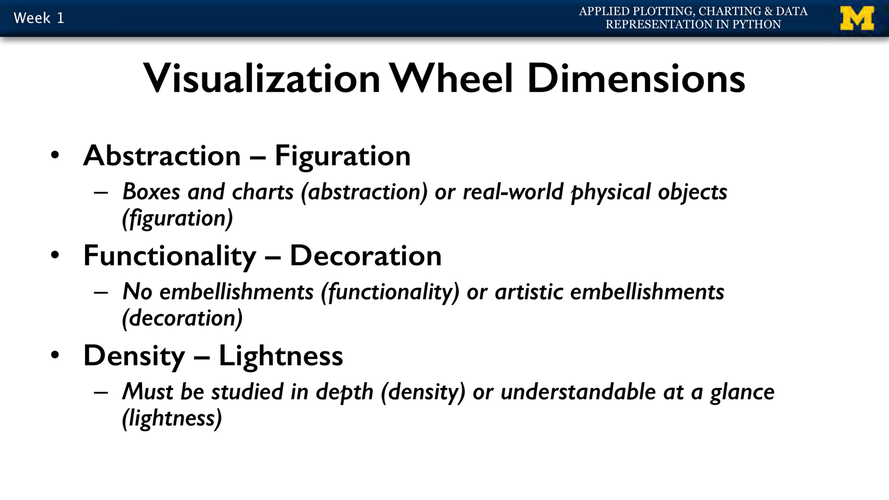 Week 1
APPLIED PLOTTING, CHARTING & DATA
REPRESENTATION IN PYTHON
M
Visualization Wheel Dimensions
• Abstraction – Figuration
– Boxes and charts (abstraction) or real-world physical objects
(figuration)
• Functionality – Decoration
– No embellishments (functionality) or artistic embellishments
(decoration)
• Density – Lightness
– Must be studied in depth (density) or understandable at a glance
(lightness)